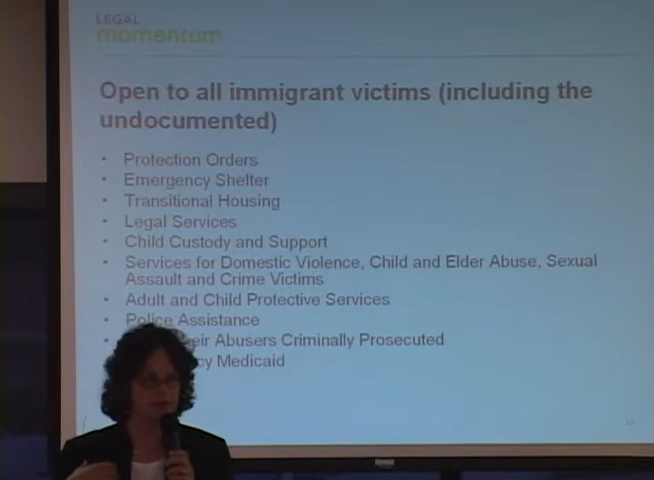 LEGAL
momentum
Open to all immigrant victims (including the
undocumented)
• Protection Orders
• Emergency Shelter
• Transitional Housing
• Legal Services
• Child Custody and Support
• Services for Domestic Violence, Child and Elder Abuse, Sexual
Assault and Crime Victims
• Adult and Child Protective Services
• Police Assistance
• eir Abusers Criminally Prosecuted
cy Medicaid